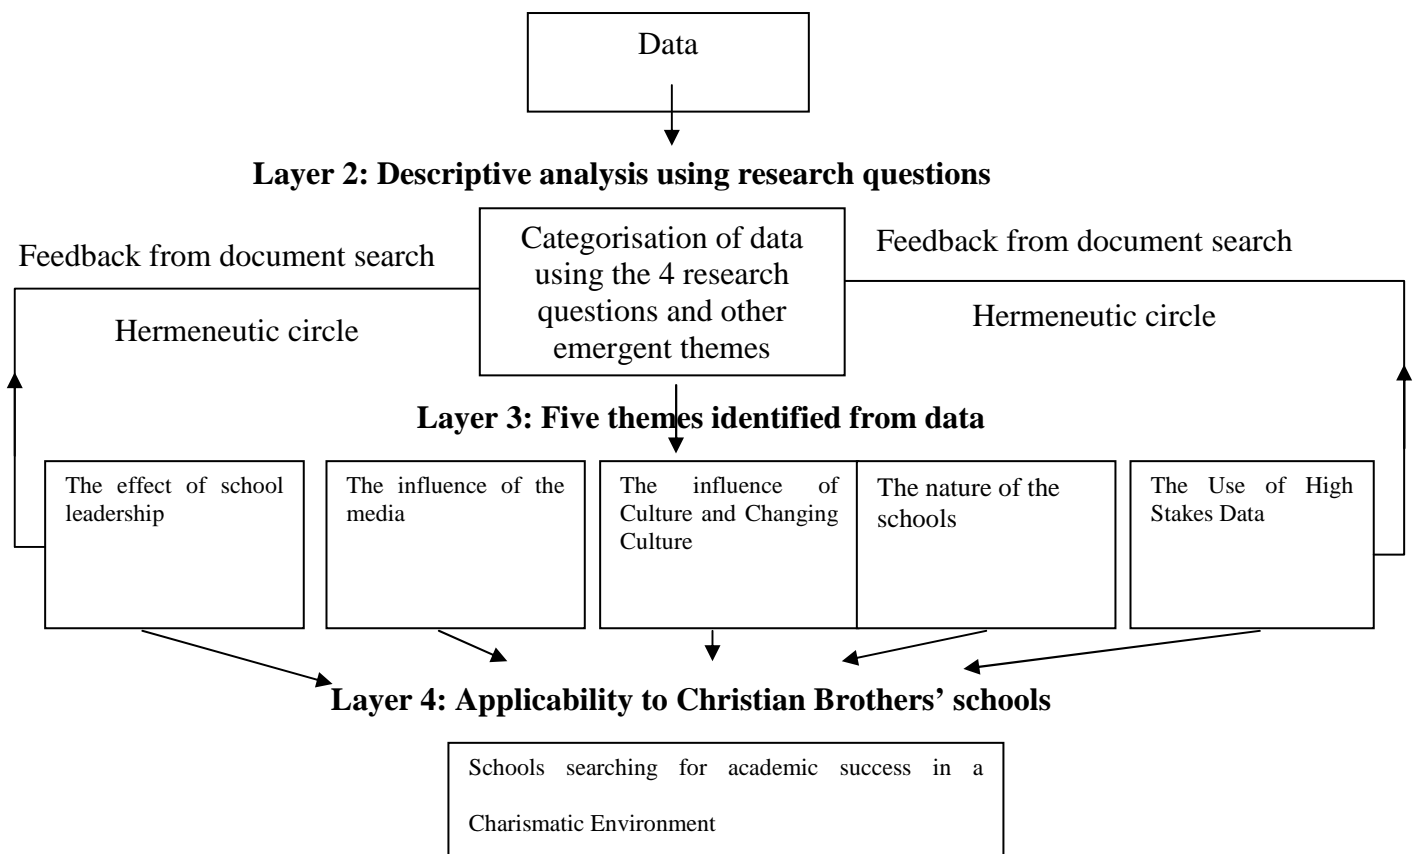 Data
Layer 2: Descriptive analysis using research questions
Feedback from document search
Hermeneutic circle
Categorisation of data
using the 4 research
questions and other
emergent themes
Feedback from document search
Hermeneutic circle
Layer 3: Five themes identified from data
The effect of school
leadership
The influence of the
media
The influence of
Culture and Changing
Culture
The nature of the
schools
The Use of High
Stakes Data
Layer 4: Applicability to Christian Brothers’ schools
Schools searching for academic success in a
Charismatic Environment